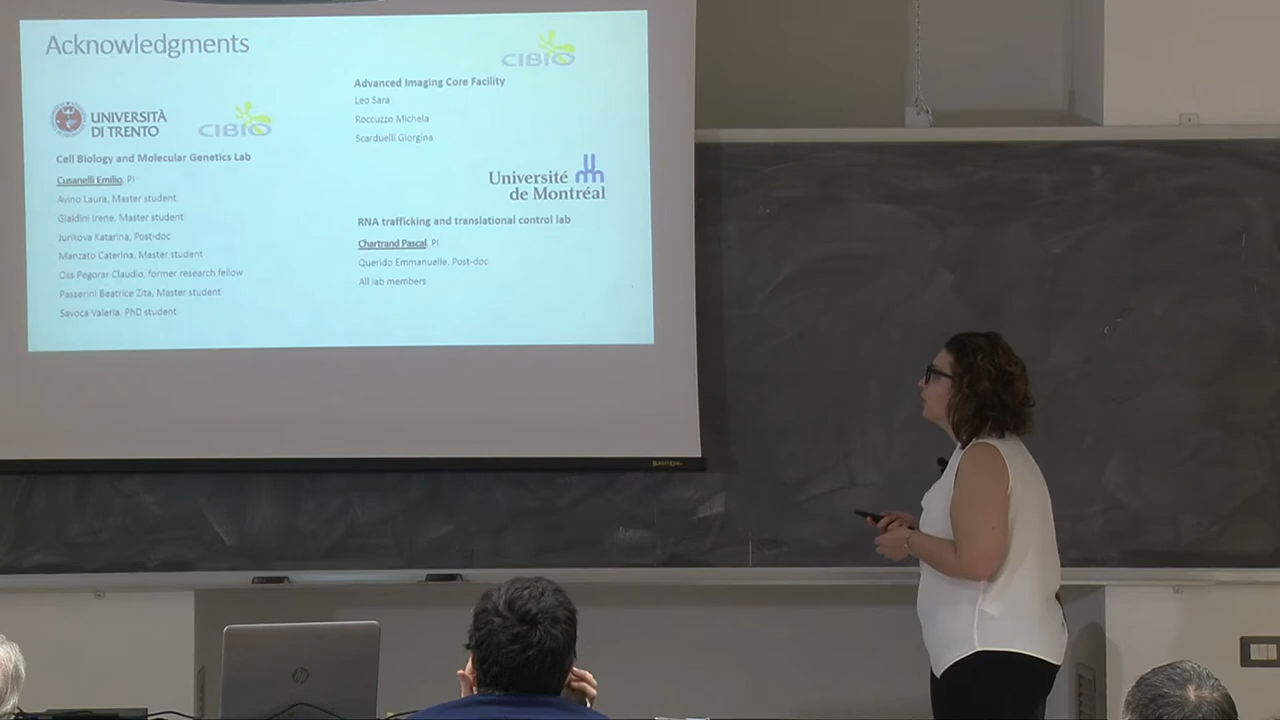 Acknowledgments
UNIVERSITÀ
DI TRENTO
CIBIO
Cell Biology and Molecular Genetics Lab
Cusanelli Emilio, PI
Avino Laura, Master student
Gialdini Irene, Master student
Jurikova Katarina, Post-doc
Manzato Caterina, Master student
Oss Pegorar Claudio, former research fellow
Passerini Beatrice Zita, Master student
Savoca Valeria, PhD student
CIBIO
Advanced Imaging Core Facility
Leo Sara
Roccuzzo Michela
Scarduelli Giorgina
Université
de Montréal
RNA trafficking and translational control lab
Chartrand Pascal, PI
Querido Emmanuelle, Post-doc
All lab members
hp